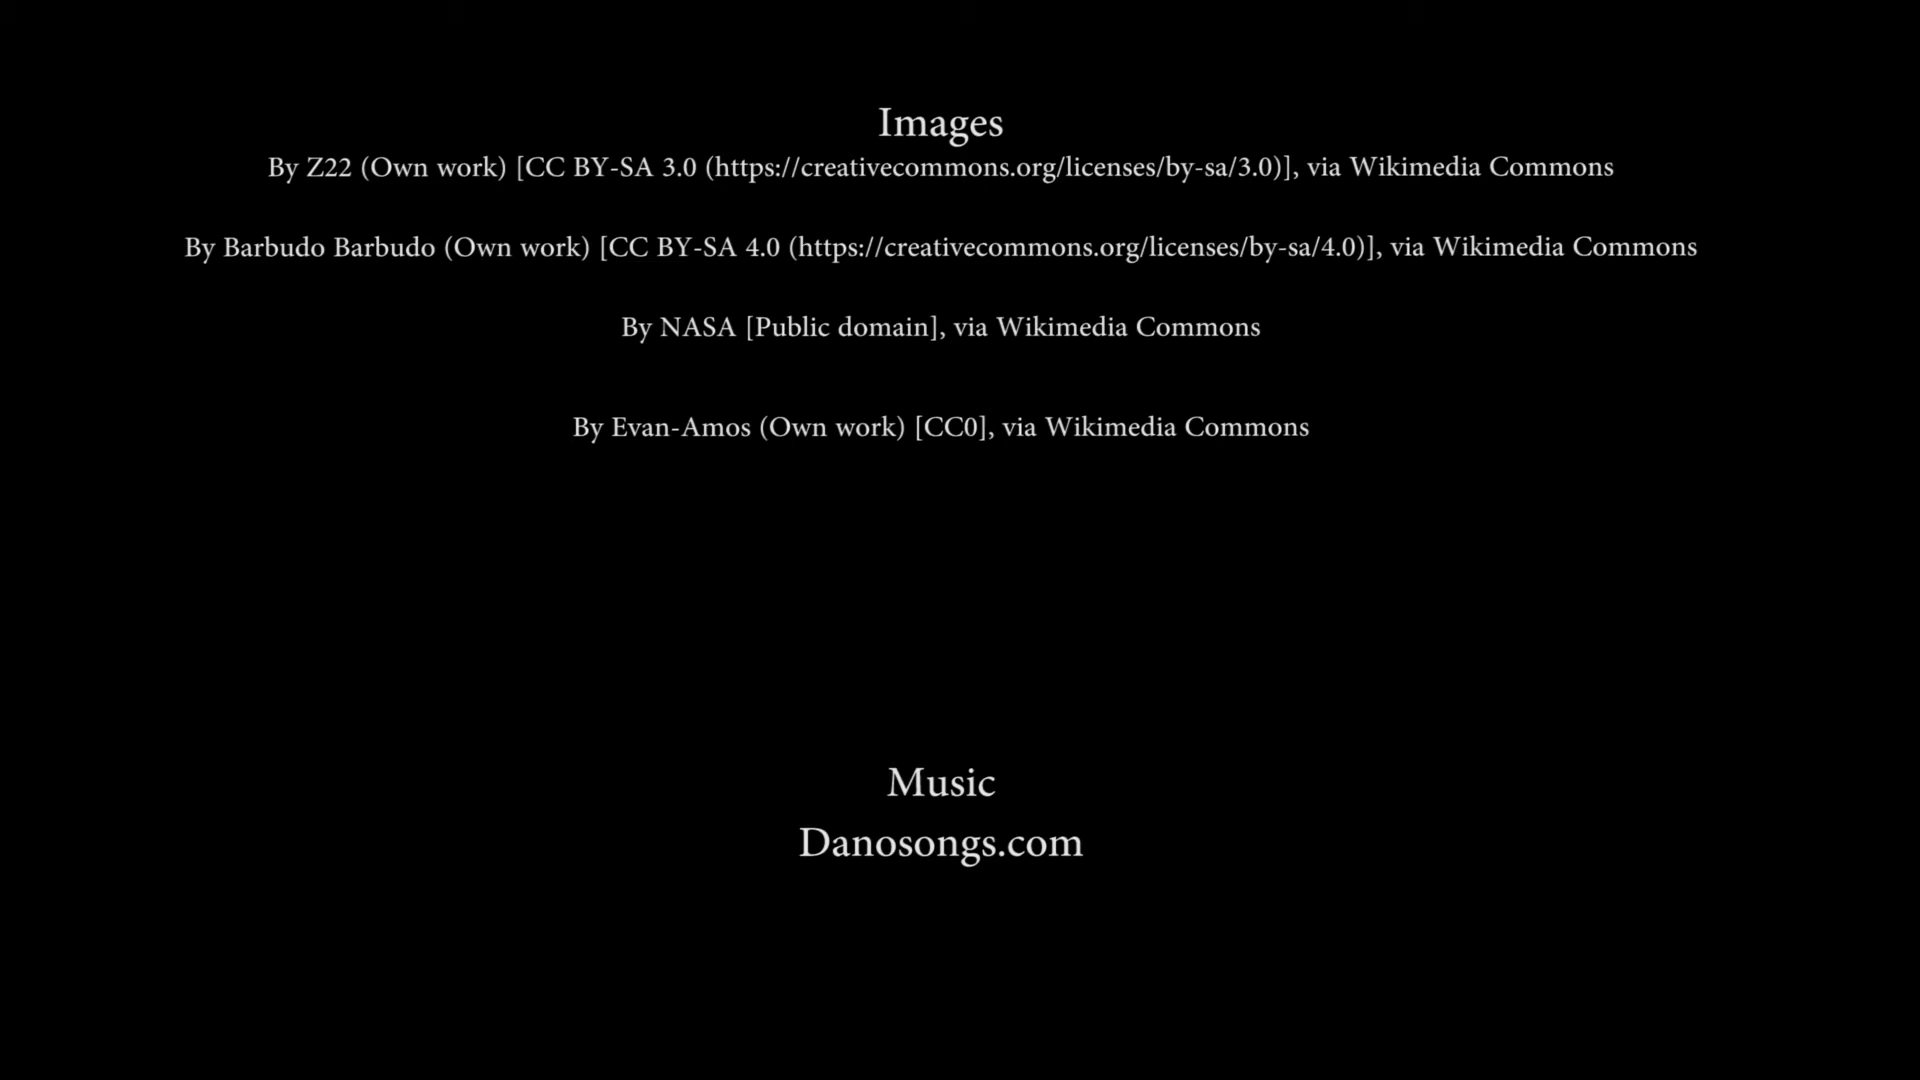 Images
By Z22 (Own work) [CC BY-SA 3.0 (https://creativecommons.org/licenses/by-sa/3.0)], via Wikimedia Commons
By Barbudo Barbudo (Own work) [CC BY-SA 4.0 (https://creativecommons.org/licenses/by-sa/4.0)], via Wikimedia Commons
By NASA [Public domain], via Wikimedia Commons
By Evan-Amos (Own work) [CC0], via Wikimedia Commons
Music
Danosongs.com